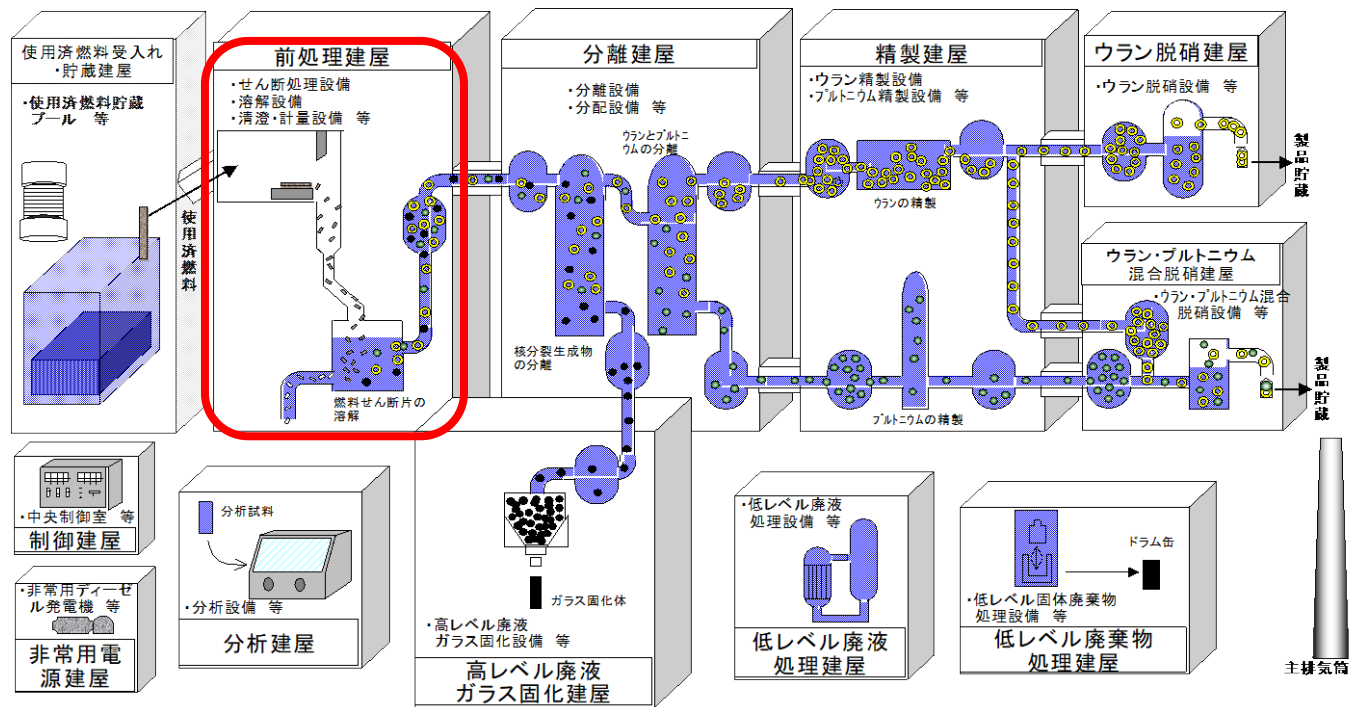 使用済燃料受入れ
・貯蔵建屋
・使用済燃料貯蔵
プール 等
使用済燃料
前処理建屋
・せん断処理設備
・溶解設備
・清澄・計量設備 等
燃料せん断片の
溶解
分離建屋
・分離設備
・分配設備 等
ウランとプルトニ
ウムの分離
核分裂生成物
の分離
精製建屋
・ウラン精製設備
・プルトニウム精製設備 等
ウランの精製
プルトニウムの精製
ウラン脱硝建屋
・ウラン脱硝設備 等
製品貯蔵
ウラン・プルトニウム
混合脱硝建屋
・ウラン・プルトニウム混合
脱硝設備 等
製品貯蔵
・中央制御室 等
制御建屋
・非常用ディーゼ
ル発電機 等
非常用電
源建屋
分析試料
・分析設備 等
分析建屋
ガラス固化体
・高レベル廃液
ガラス固化設備 等
高レベル廃液
ガラス固化建屋
・低レベル廃液
処理設備 等
低レベル廃液
処理建屋
ドラム缶
・低レベル固体廃棄物
処理設備 等
低レベル廃棄物
処理建屋
主排気筒